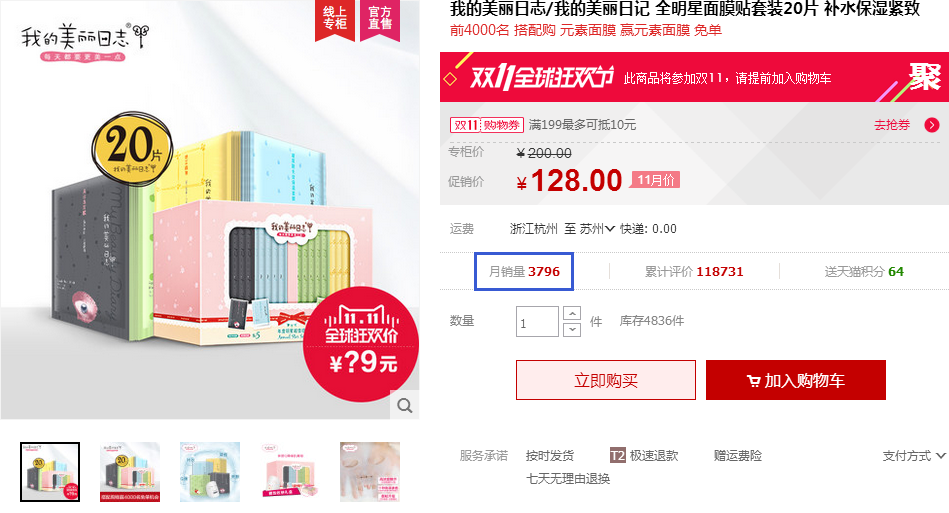 线上
专柜
官方
直售
我的美丽日志
每天都要更美一点
20片
我的美丽日志
我的美丽日志
11.11
全球狂欢价
¥?9元
我的美丽日志/我的美丽日记 全明星面膜贴套装20片 补水保湿紧致
前4000名 搭配购 元素面膜 赢元素面膜 免单
双11全球狂欢节 此商品将参加双11，请提前加入购物车 聚
双11 购物券 满199最多可抵10元 去抢券
专柜价 ¥200.00
促销价 ¥128.00 11月价
运费 浙江杭州 至 苏州 快递: 0.00
月销量 3796 累计评价 118731 送天猫积分 64
数量 1 件 库存4836件
立即购买 加入购物车
服务承诺 按时发货 T2 极速退款 赠运费险 支付方式
七天无理由退换